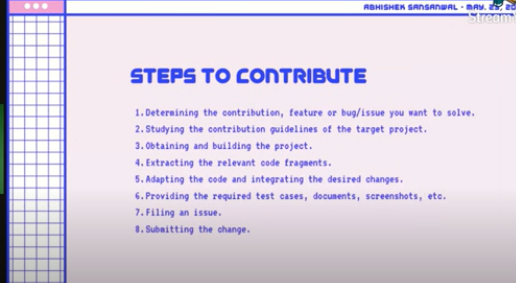 ABHISHEK SANSANWAL - MAY. 25, 20
Stream
STEPS TO CONTRIBUTE
1.Determining the contribution, feature or bug/issue you want to solve.
2.Studying the contribution guidelines of the target project.
3.Obtaining and building the project.
4.Extracting the relevant code fragments.
5.Adapting the code and integrating the desired changes.
6.Providing the required test cases, documents, screenshots, etc.
7.Filing an issue.
8.Submitting the change.